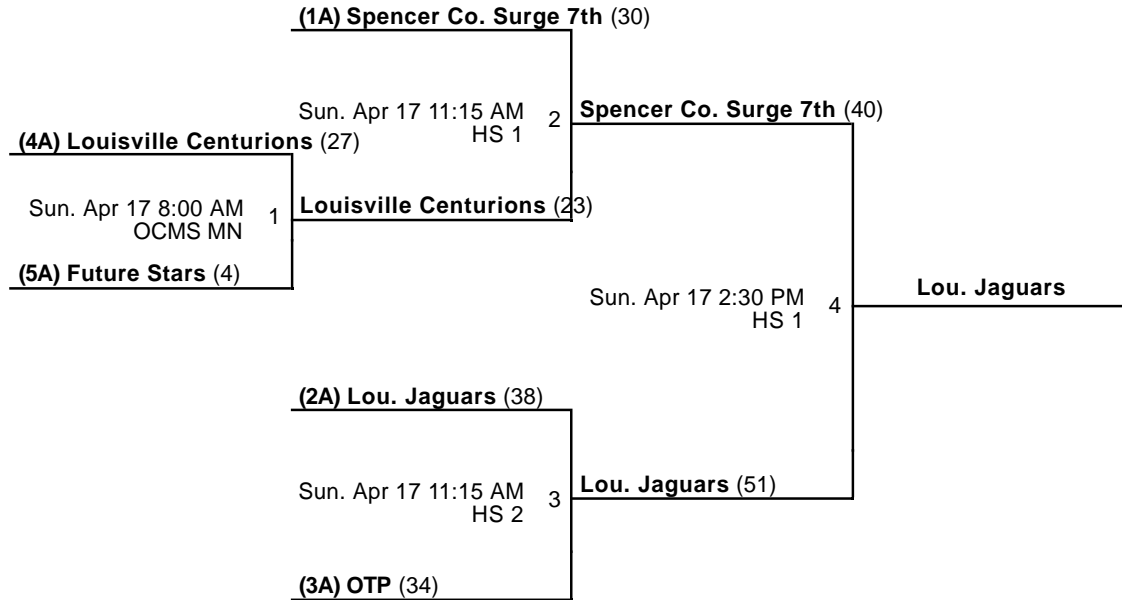 (1A) Spencer Co. Surge 7th (30)
Sun. Apr 17 11:15 AM
HS 1
2
Spencer Co. Surge 7th (40)
(4A) Louisville Centurions (27)
Sun. Apr 17 8:00 AM
OCMS MN
1
Louisville Centurions (23)
(5A) Future Stars (4)
Sun. Apr 17 2:30 PM
HS 1
4
Lou. Jaguars
(2A) Lou. Jaguars (38)
Sun. Apr 17 11:15 AM
HS 2
3
Lou. Jaguars (51)
(3A) OTP (34)